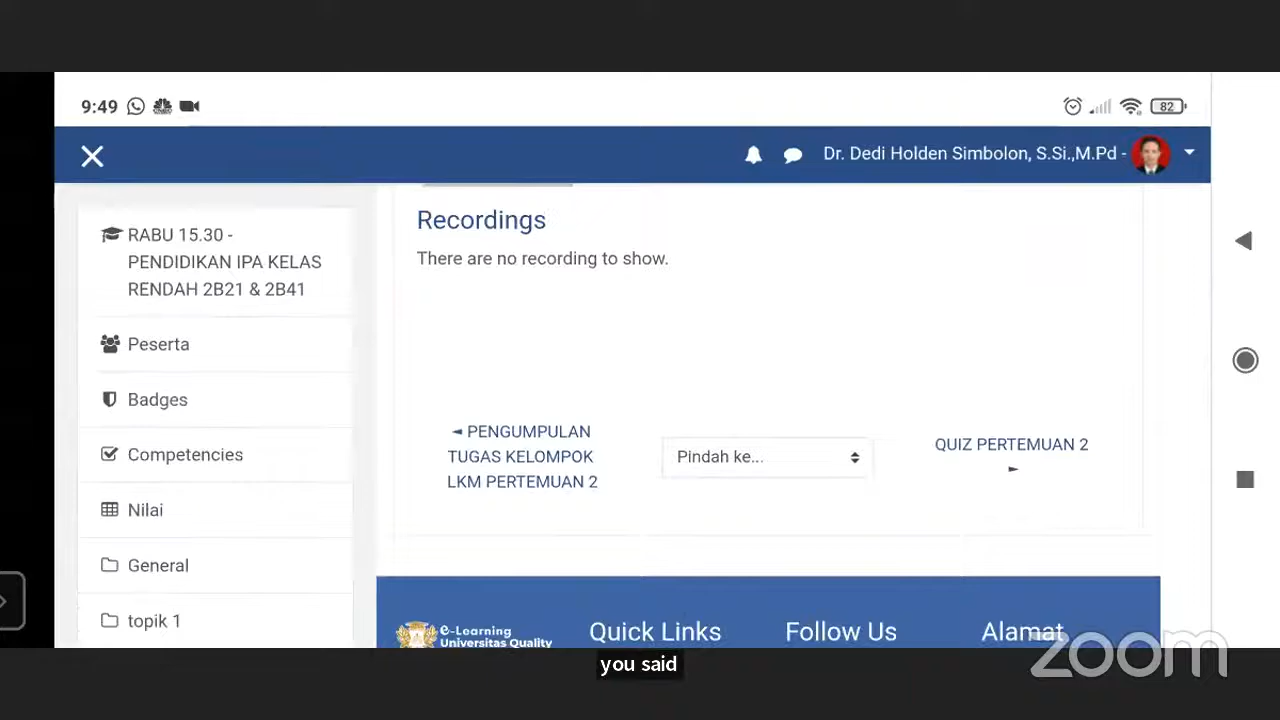 9:49
82
Dr. Dedi Holden Simbolon, S.Si.,M.Pd -
RABU 15.30 -
PENDIDIKAN IPA KELAS
RENDAH 2B21 & 2B41
Peserta
Badges
Competencies
Nilai
General
topik 1
Recordings
There are no recording to show.
◄ PENGUMPULAN
TUGAS KELOMPOK
LKM PERTEMUAN 2
Pindah ke...
QUIZ PERTEMUAN 2
►
e-Learning
Universitas Quality
Quick Links
Follow Us
Alamat
zoom
you said